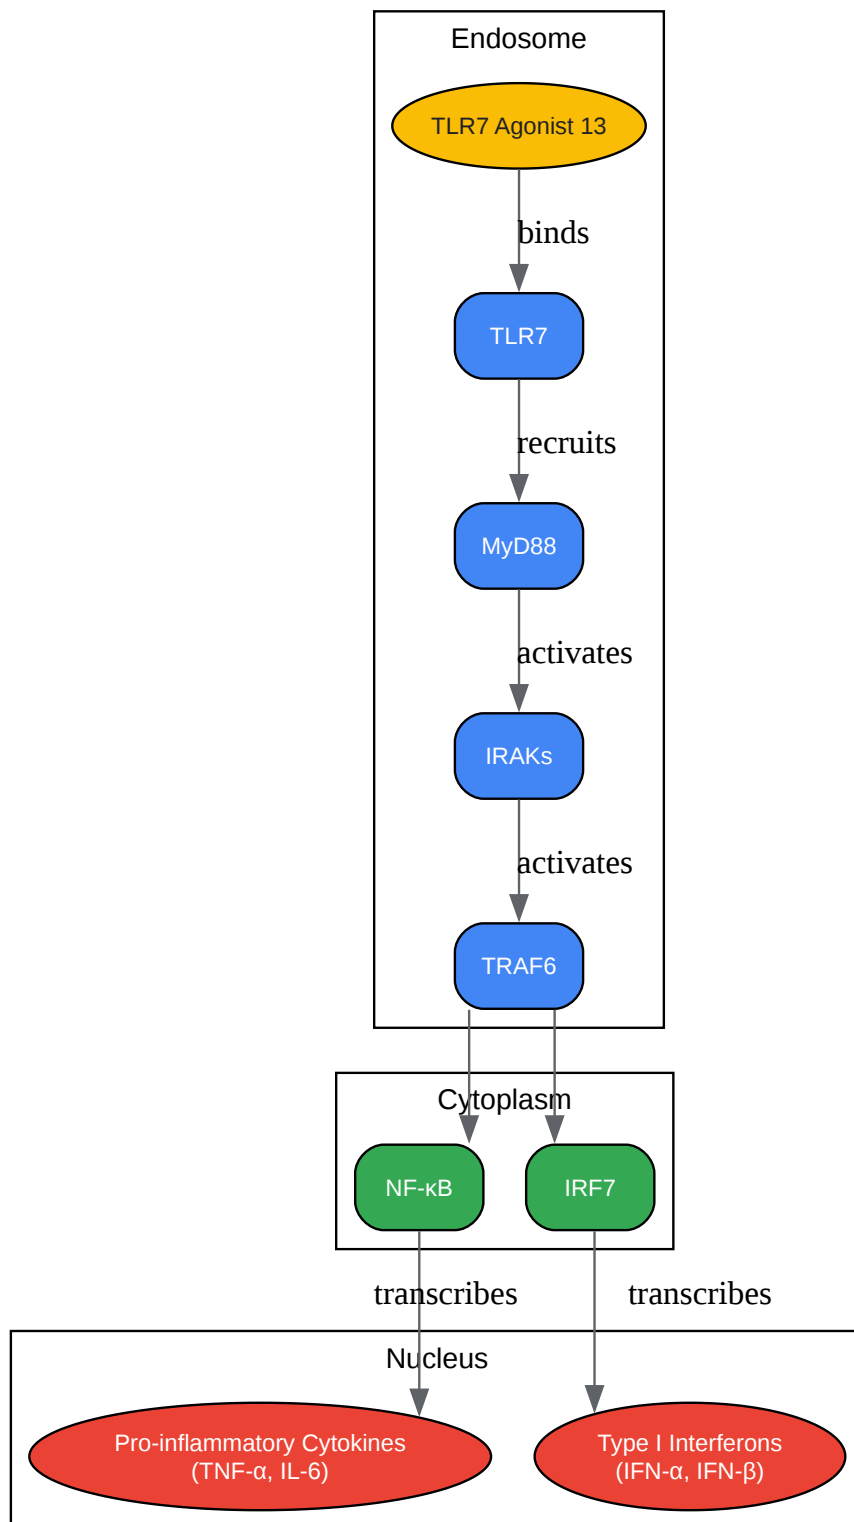 Endosome
TLR7 Agonist 13
binds
TLR7
recruits
MyD88
activates
IRAKs
activates
TRAF6
Cytoplasm
NF-κB
IRF7
transcribes
transcribes
Nucleus
Pro-inflammatory Cytokines
(TNF-α, IL-6)
Type I Interferons
(IFN-α, IFN-β)